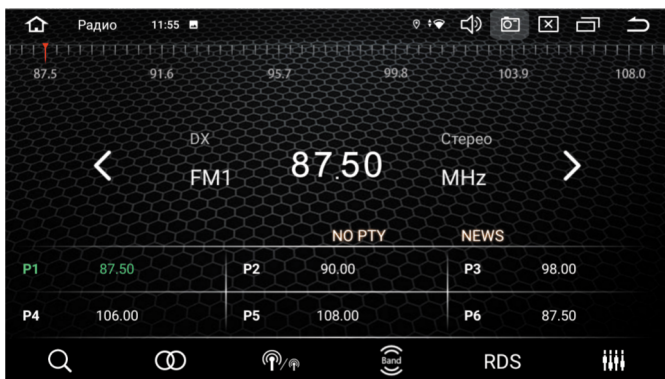 Радио 11:55
87.5 91.6 95.7 99.8 103.9 108.0
DX Стерео
FM1 87.50 MHz
NO PTY NEWS
P1 87.50 P2 90.00 P3 98.00
P4 106.00 P5 108.00 P6 87.50
Band RDS